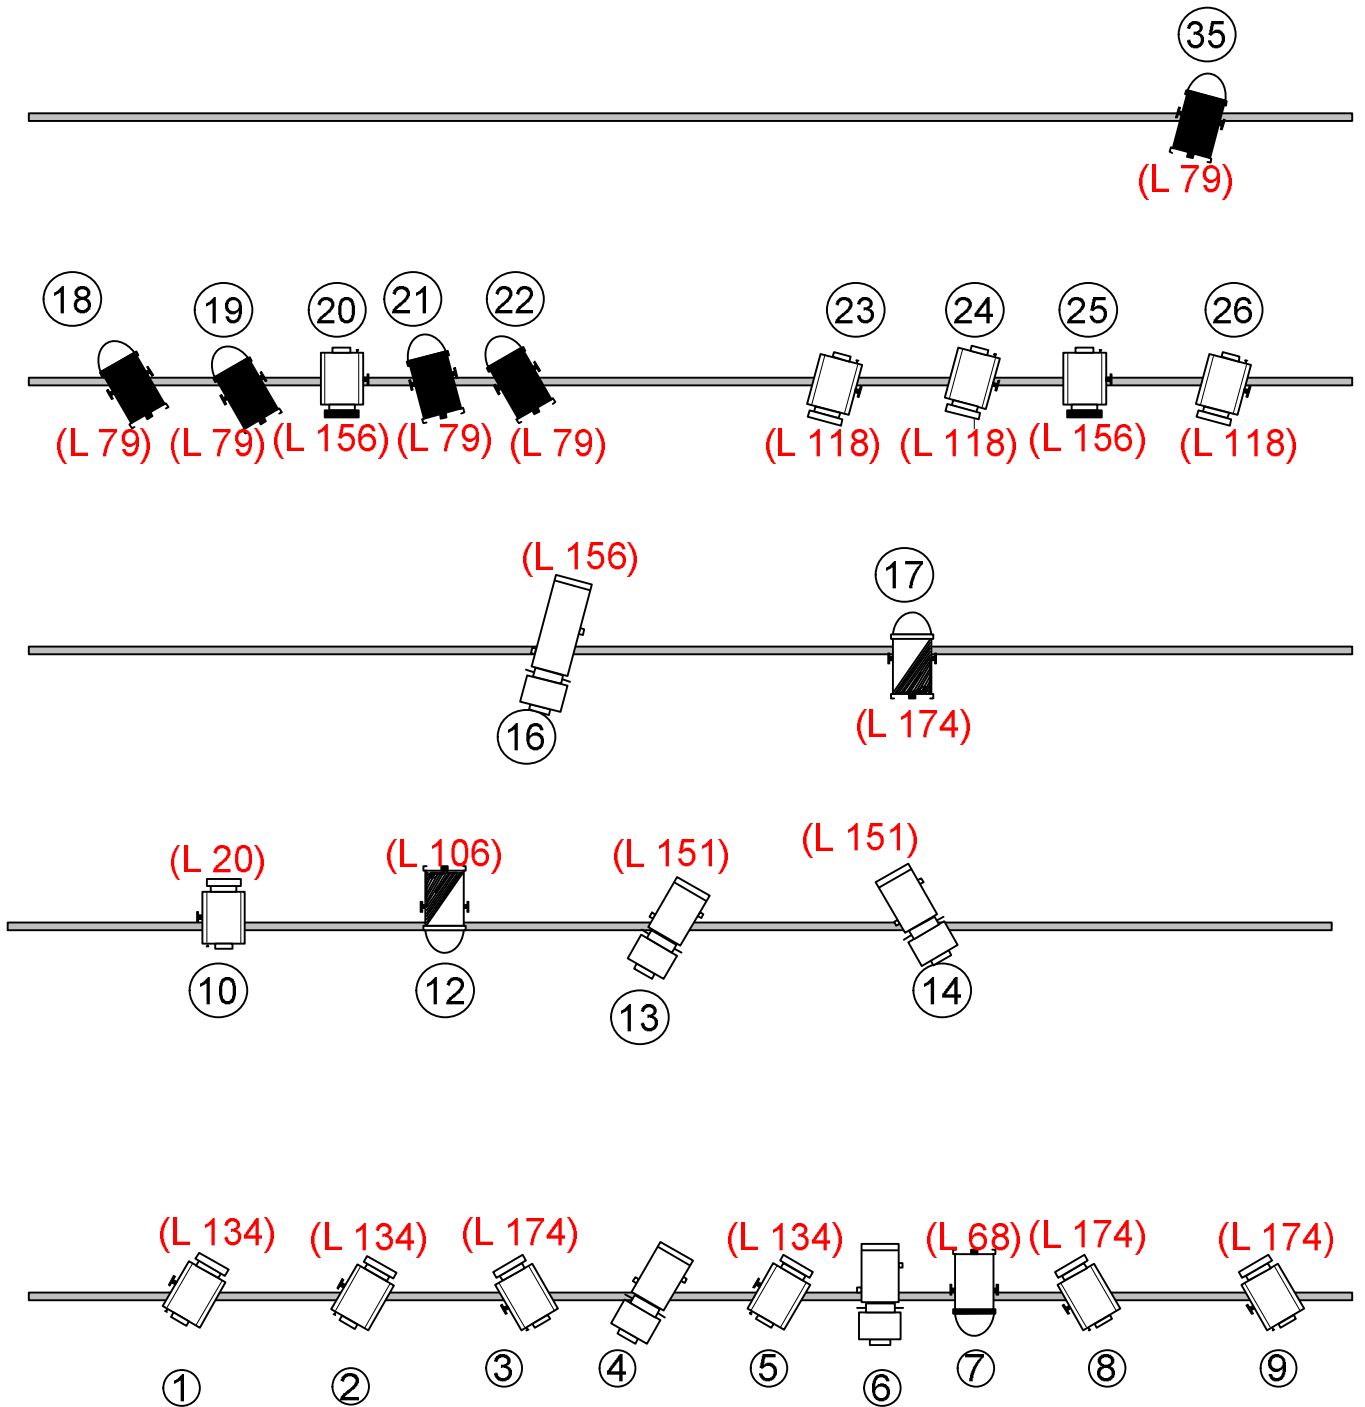 35
(L 79)
18 19 20 21 22 23 24 25 26
(L 79) (L 79) (L 156) (L 79) (L 79) (L 118) (L 118) (L 156) (L 118)
(L 156) 17
16 (L 174)
(L 20) (L 106) (L 151) (L 151)
10 12 13 14
(L 134) (L 134) (L 174) (L 134) (L 68) (L 174) (L 174)
1 2 3 4 5 6 7 8 9